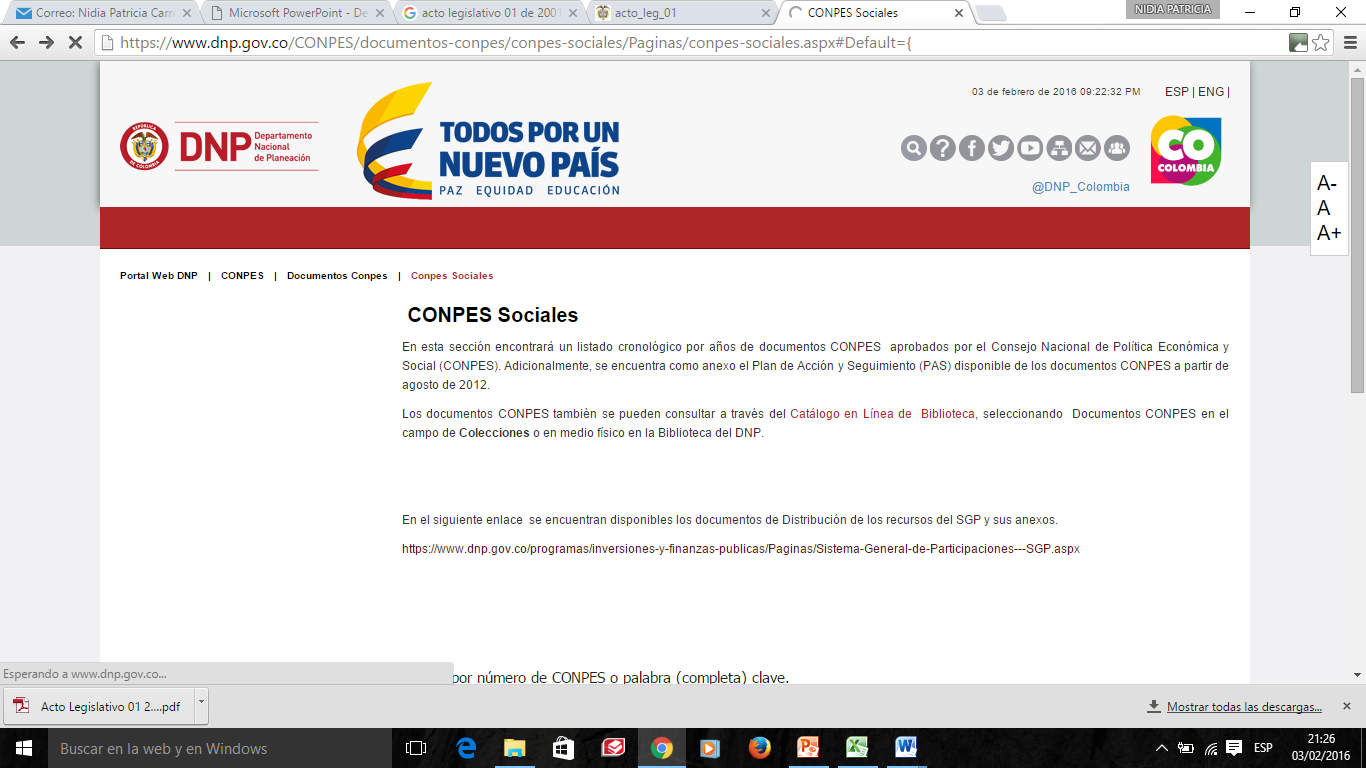 Correo: Nidia Patricia Carr
Microsoft PowerPoint - De
acto legislativo 01 de 2001
acto_leg_01
CONPES Sociales
NIDIA PATRICIA
https://www.dnp.gov.co/CONPES/documentos-conpes/conpes-sociales/Paginas/conpes-sociales.aspx#Default={
03 de febrero de 2016 09:22:32 PM
ESP | ENG |
DNP
Departamento
Nacional
de Planeación
TODOS POR UN
NUEVO PAÍS
PAZ EQUIDAD EDUCACIÓN
CO
COLOMBIA
@DNP_Colombia
A-
A
A+
Portal Web DNP | CONPES | Documentos Conpes | Conpes Sociales
CONPES Sociales
En esta sección encontrará un listado cronológico por años de documentos CONPES aprobados por el Consejo Nacional de Política Económica y
Social (CONPES). Adicionalmente, se encuentra como anexo el Plan de Acción y Seguimiento (PAS) disponible de los documentos CONPES a partir de
agosto de 2012.
Los documentos CONPES también se pueden consultar a través del Catálogo en Línea de Biblioteca, seleccionando Documentos CONPES en el
campo de Colecciones o en medio físico en la Biblioteca del DNP.
En el siguiente enlace se encuentran disponibles los documentos de Distribución de los recursos del SGP y sus anexos.
https://www.dnp.gov.co/programas/inversiones-y-finanzas-publicas/Paginas/Sistema-General-de-Participaciones---SGP.aspx
por número de CONPES o palabra (completa) clave.
Esperando a www.dnp.gov.co...
Acto Legislativo 01 2....pdf
Mostrar todas las descargas...
Buscar en la web y en Windows
ESP
21:26
03/02/2016